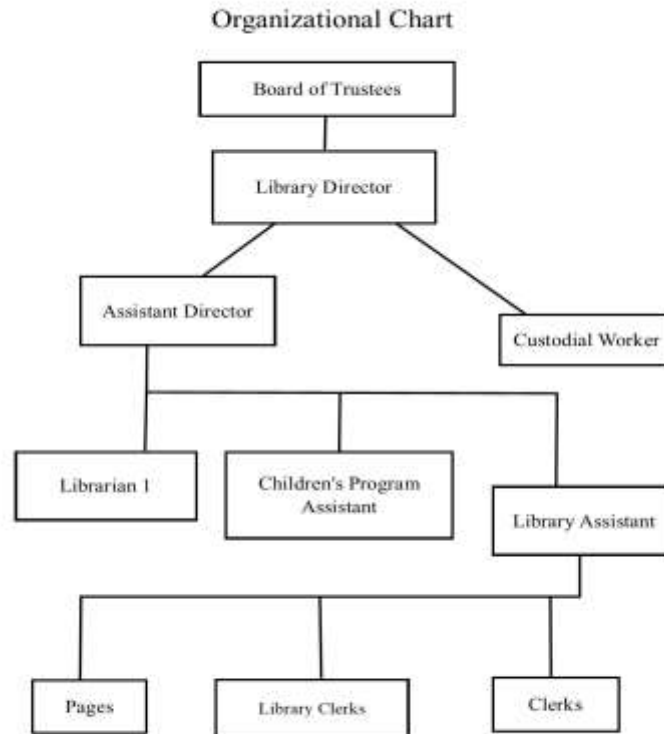 Organizational Chart
Board of Trustees
Library Director
Assistant Director
Custodial Worker
Librarian 1
Children's Program
Assistant
Library Assistant
Pages
Library Clerks
Clerks